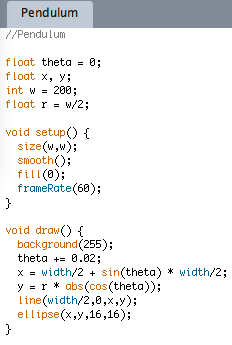 Pendulum
//Pendulum
float theta = 0;
float x, y;
int w = 200;
float r = w/2;
void setup() {
size(w,w);
smooth();
fill(0);
frameRate(60);
}
void draw() {
background(255);
theta += 0.02;
x = width/2 + sin(theta) * width/2;
y = r * abs(cos(theta));
line(width/2,0,x,y);
ellipse(x,y,16,16);
}